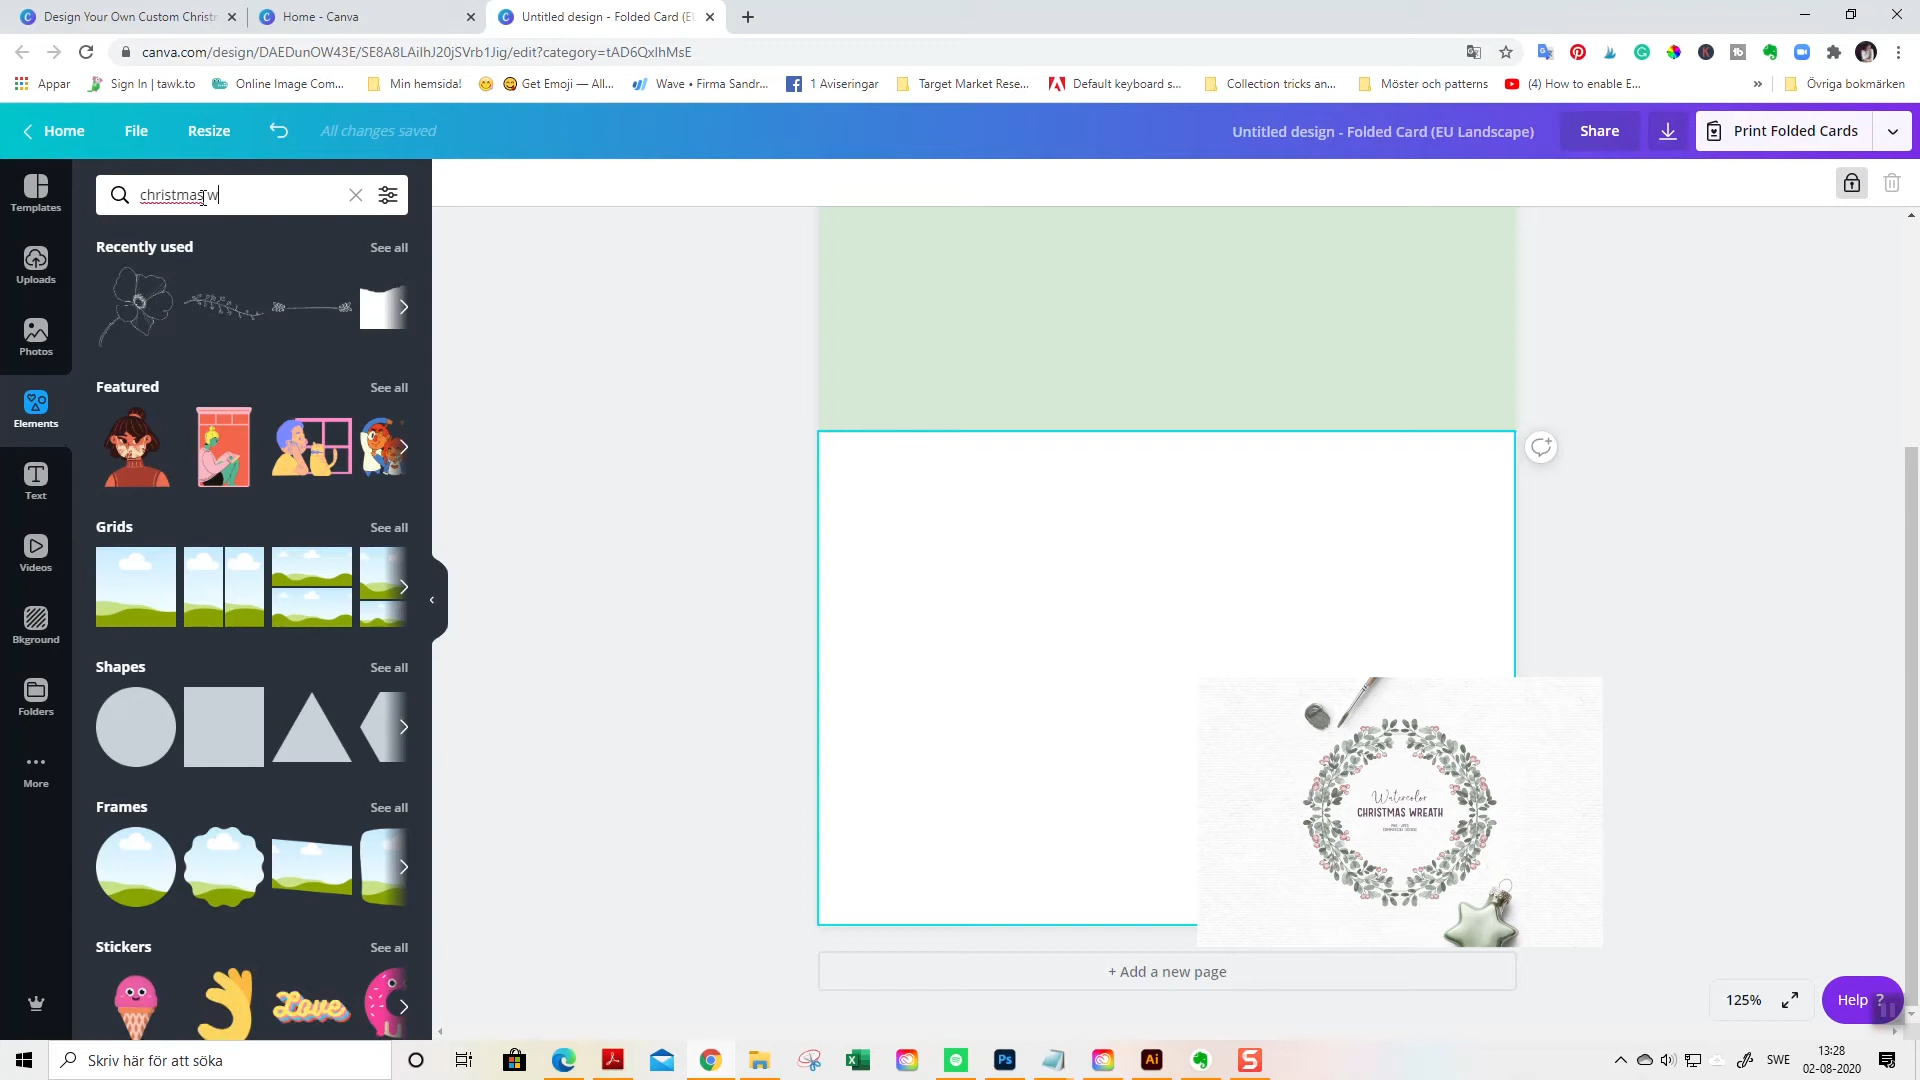 Design Your Own Custom Christr
Home - Canva
Untitled design - Folded Card (EU
canva.com/design/DAEDunOW43E/SE8A8LAiIhJ20jSVrb1Jig/edit?category=tAD6QxIhMsE
Appar
Sign In | tawk.to
Online Image Com...
Min hemsida!
Get Emoji — All...
Wave • Firma Sandr...
1 Aviseringar
Target Market Rese...
Default keyboard s...
Collection tricks an...
Möster och patterns
(4) How to enable E...
»
Övriga bokmärken
Home
File
Resize
All changes saved
Untitled design - Folded Card (EU Landscape)
Share
Print Folded Cards
Templates
Uploads
Photos
Elements
Text
Videos
Bkground
Folders
More
christmas w
Recently used
See all
Featured
See all
Grids
See all
Shapes
See all
Frames
See all
Stickers
See all
Love
Watercolor
CHRISTMAS WREATH
+ Add a new page
125%
Help ?
Skriv här för att söka
Ps
Ai
SWE
13:28
02-08-2020